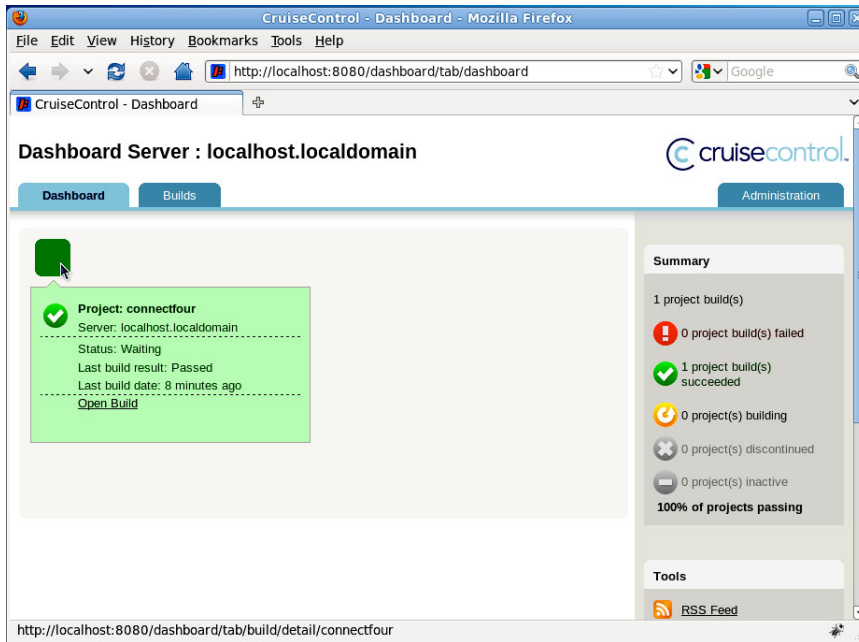 CruiseControl - Dashboard - Mozilla Firefox
File Edit View History Bookmarks Tools Help
http://localhost:8080/dashboard/tab/dashboard
Google
CruiseControl - Dashboard
Dashboard Server : localhost.localdomain
cruisecontrol
Dashboard Builds Administration
Project: connectfour
Server: localhost.localdomain
Status: Waiting
Last build result: Passed
Last build date: 8 minutes ago
Open Build
Summary
1 project build(s)
0 project build(s) failed
1 project build(s)
succeeded
0 project(s) building
0 project(s) discontinued
0 project(s) inactive
100% of projects passing
Tools
RSS Feed
http://localhost:8080/dashboard/tab/build/detail/connectfour